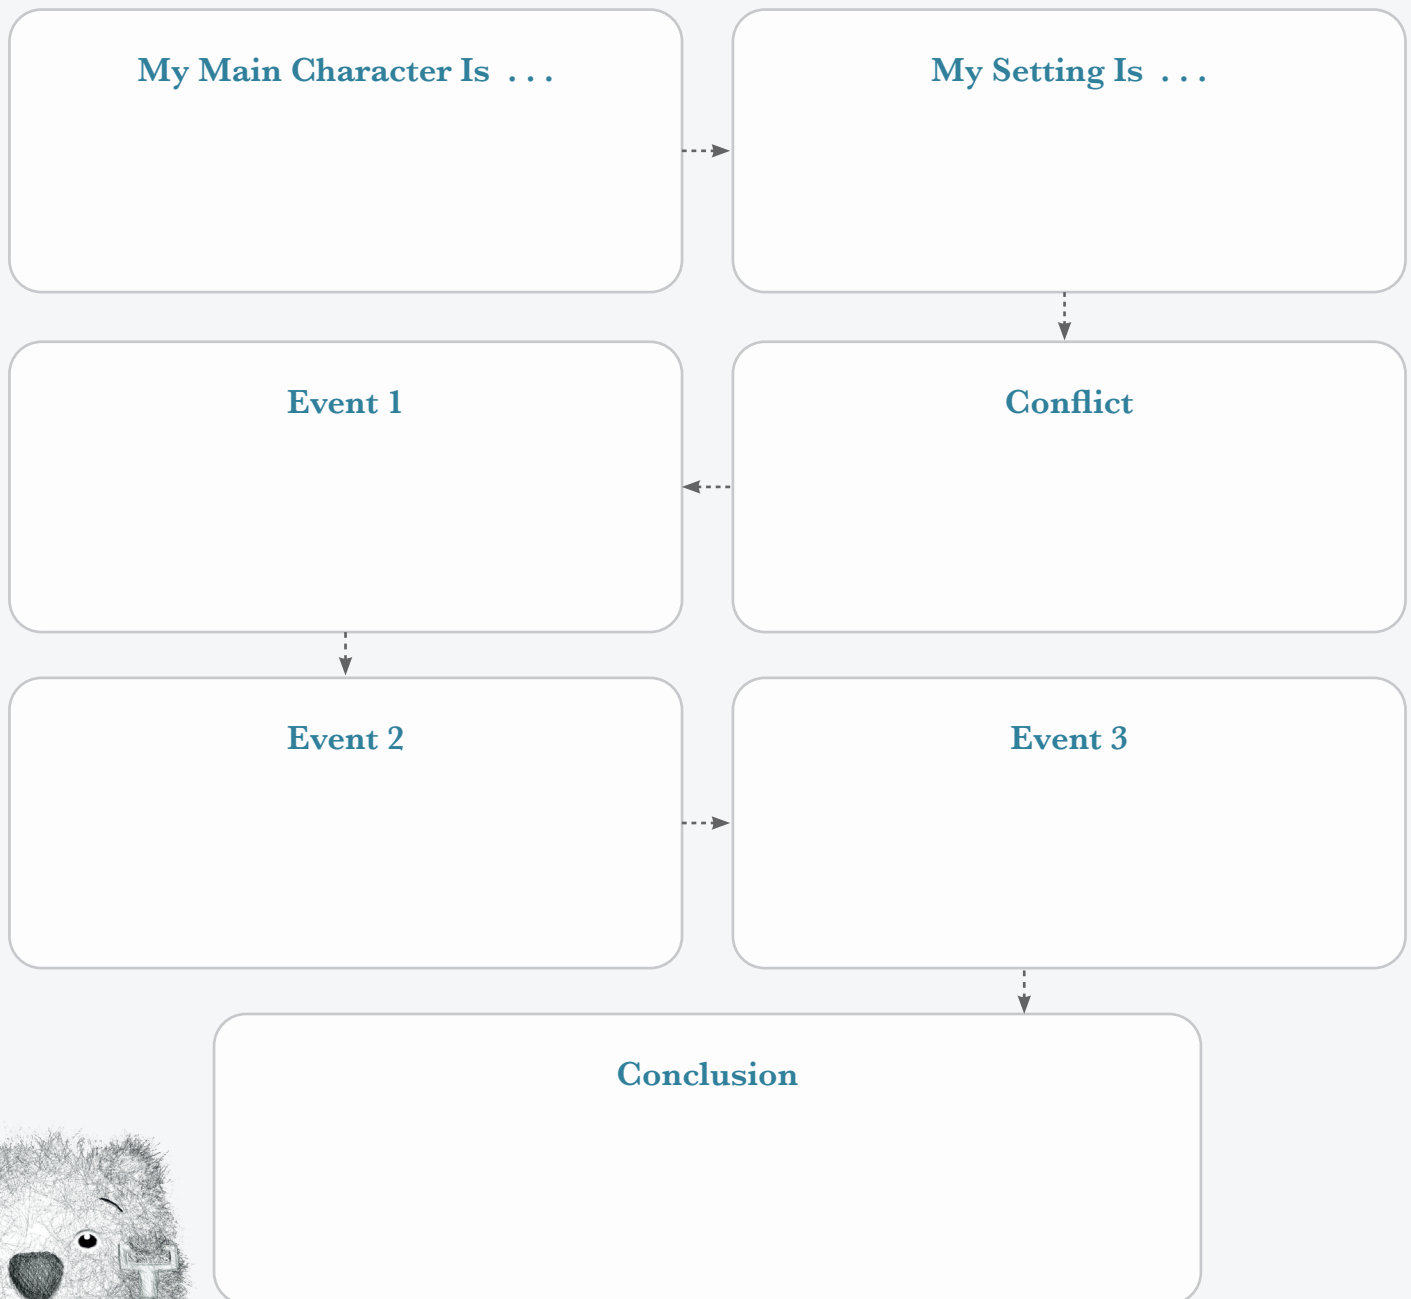 My Main Character Is . . .
My Setting Is . . .
Conflict
Event 1
Event 2
Event 3
Conclusion